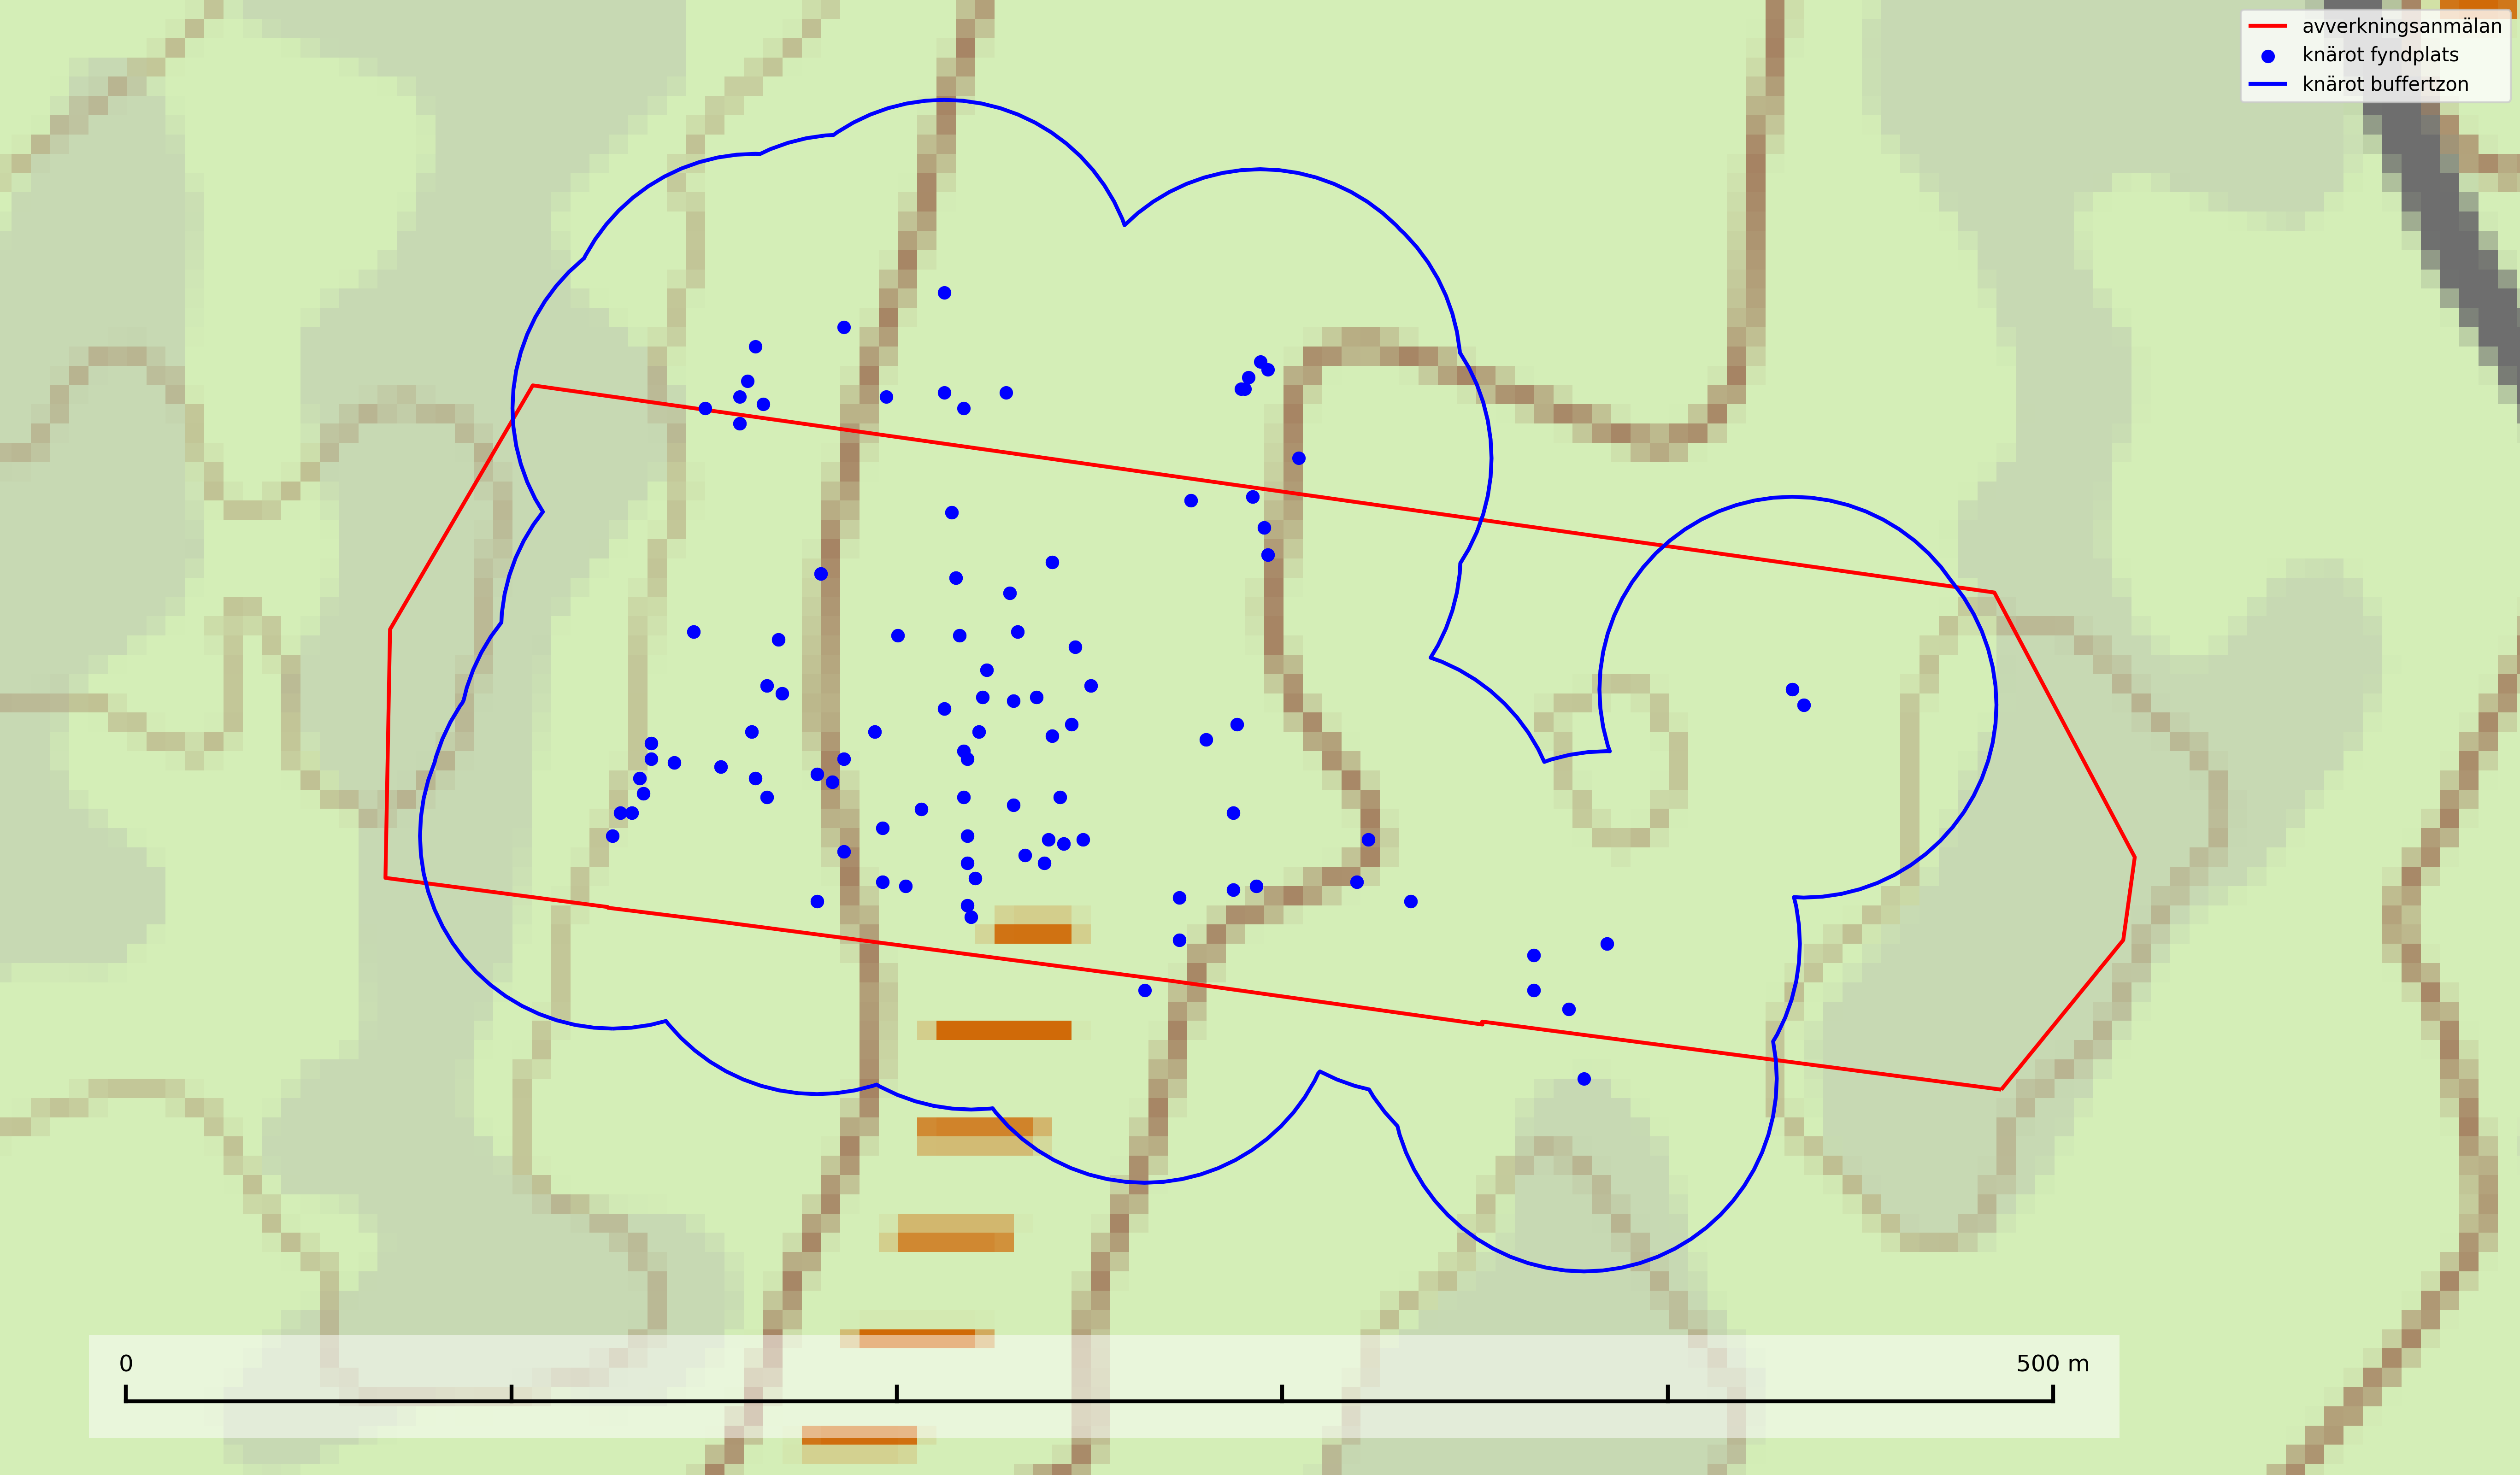 avverkningsanmälan
knärot fyndplats
knärot buffertzon
0
500 m